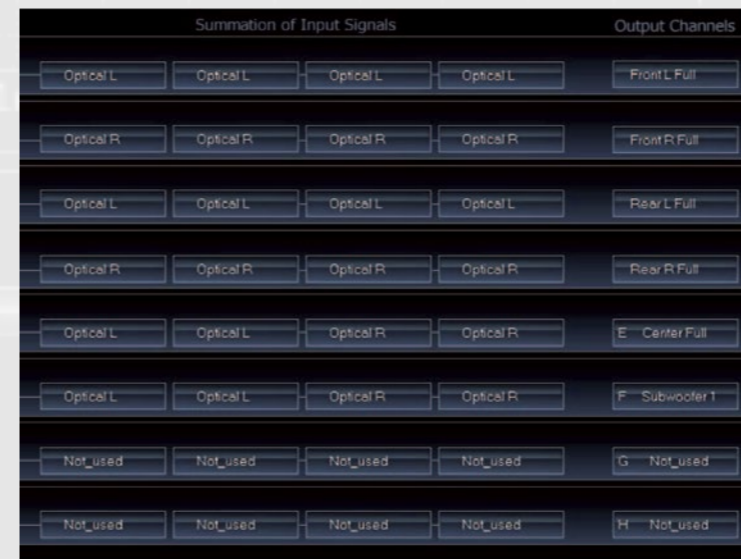 Summation of Input Signals Output Channels
Optical L Optical L Optical L Optical L Front L Full
Optical R Optical R Optical R Optical R Front R Full
Optical L Optical L Optical L Optical L Rear L Full
Optical R Optical R Optical R Optical R Rear R Full
Optical L Optical L Optical R Optical R E Center Full
Optical L Optical L Optical R Optical R F Subwoofer 1
Not_used Not_used Not_used Not_used G Not_used
Not_used Not_used Not_used Not_used H Not_used